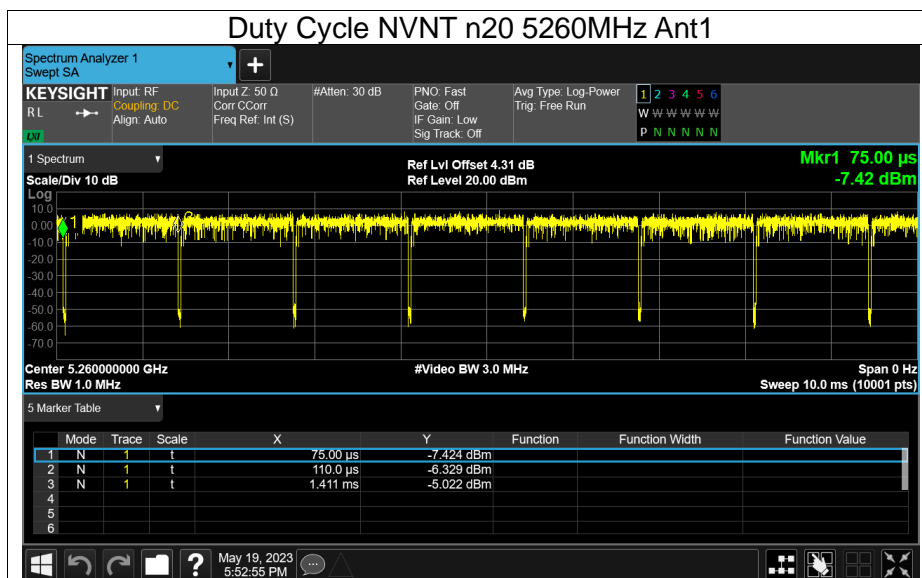 Duty Cycle NVNT n20 5260MHz Ant1
Spectrum Analyzer 1
Swept SA
+
KEYSIGHT
R L
LXI
Input: RF
Coupling: DC
Align: Auto
Input Z: 50 Ω
Corr CCorr
Freq Ref: Int (S)
#Atten: 30 dB
PNO: Fast
Gate: Off
IF Gain: Low
Sig Track: Off
Avg Type: Log-Power
Trig: Free Run
1 2 3 4 5 6
W W W W W W
P N N N N N
1 Spectrum
Scale/Div 10 dB
Ref Lvl Offset 4.31 dB
Ref Level 20.00 dBm
Mkr1 75.00 µs
-7.42 dBm
Log
10.0
0.00
-10.0
-20.0
-30.0
-40.0
-50.0
-60.0
-70.0
1
Center 5.260000000 GHz
Res BW 1.0 MHz
#Video BW 3.0 MHz
Span 0 Hz
Sweep 10.0 ms (10001 pts)
5 Marker Table
Mode Trace Scale X Y Function Function Width Function Value
1 N 1 t 75.00 µs -7.424 dBm
2 N 1 t 110.0 µs -6.329 dBm
3 N 1 t 1.411 ms -5.022 dBm
4
5
6
?
May 19, 2023
5:52:55 PM